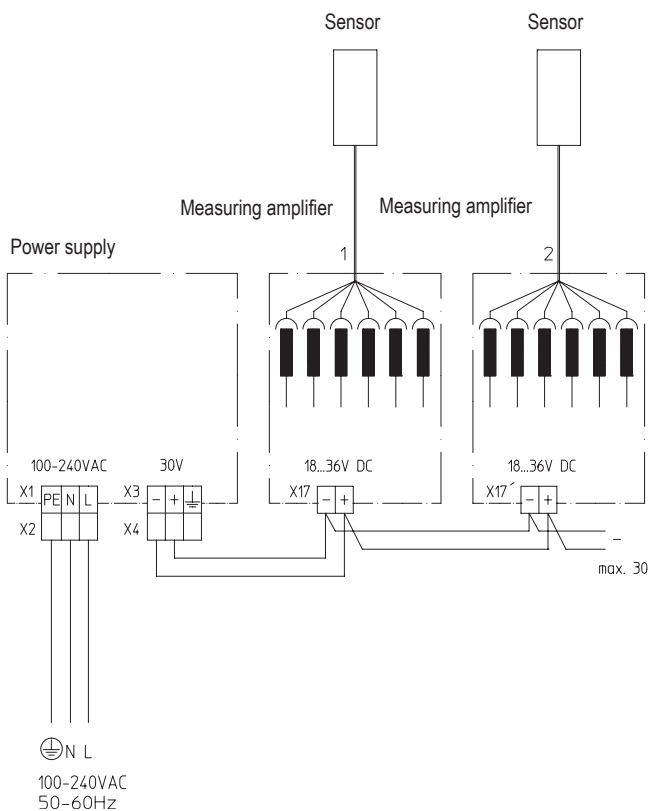 Sensor
Sensor
Measuring amplifier
Measuring amplifier
Power supply
1
2
100-240VAC
30V
18...36V DC
18...36V DC
X1
PE N L
X3
- + ⏚
X17
- +
X17´
- +
X2
X4
-
max. 30
N L
100-240VAC
50-60Hz